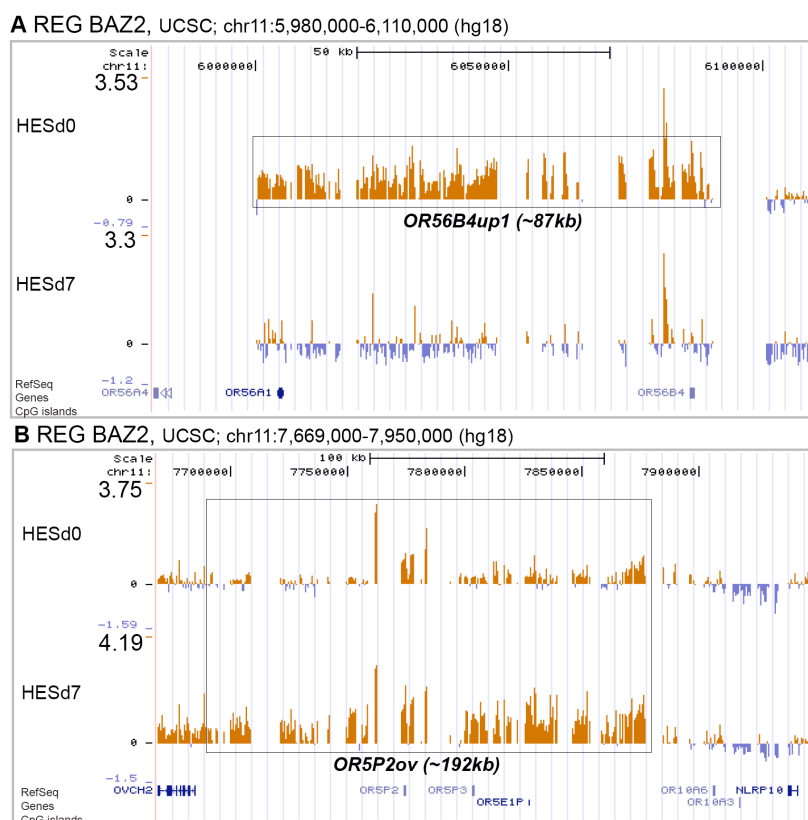 A REG BAZ2, UCSC; chr11:5,980,000-6,110,000 (hg18)
Scale 50 kb
chr11: 6000000 6050000 6100000
3.53
HESd0
0
OR56B4up1 (~87kb)
-0.79
3.3
HESd7
0
-1.2
RefSeq
Genes OR56A4 OR56A1 OR56B4
CpG islands
B REG BAZ2, UCSC; chr11:7,669,000-7,950,000 (hg18)
Scale 100 kb
chr11: 7700000 7750000 7800000 7850000 7900000
3.75
HESd0
0
-1.59
4.19
HESd7
0
OR5P2ov (~192kb)
-1.5
RefSeq OVCH2 OR5P2 OR5P3 OR10A6 NLRP10
Genes OR5E1P OR10A3
CpG islands